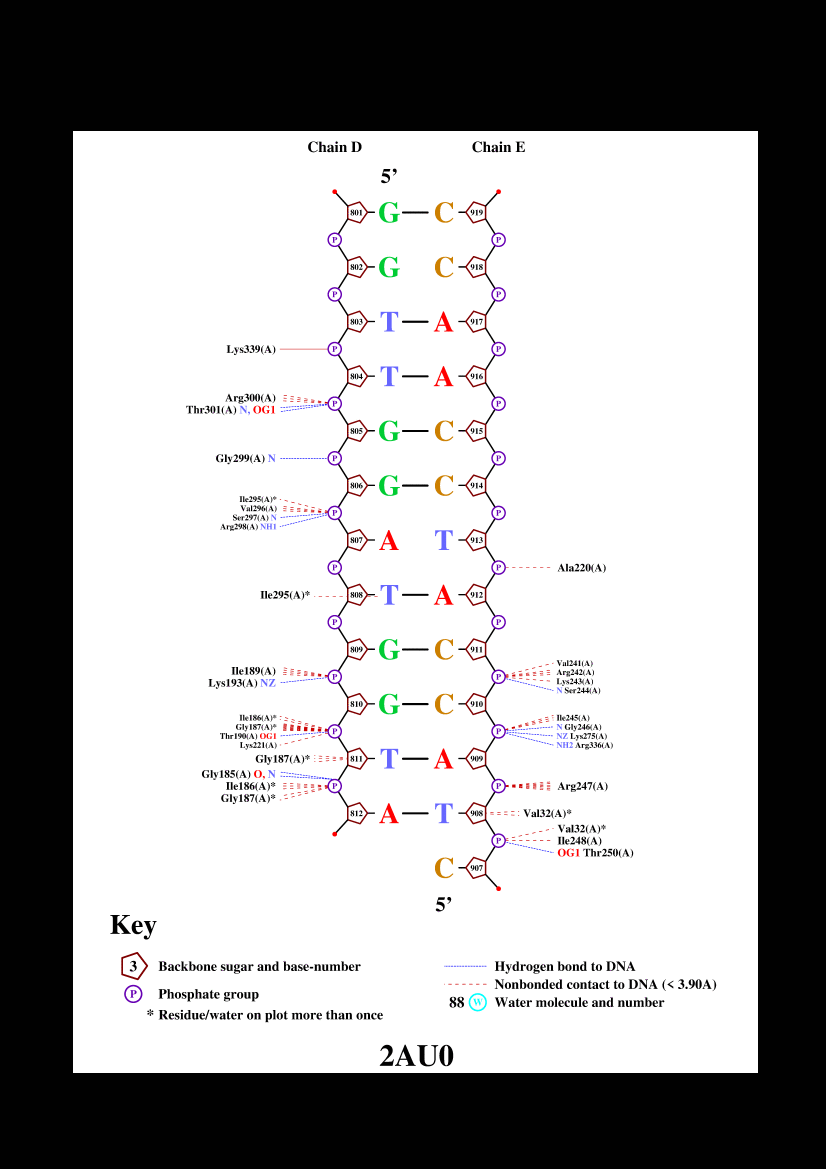 Chain D Chain E
5’
801 G C 919
P P
802 G C 918
P P
803 T A 917
Lys339(A) P P
804 T A 916
Arg300(A)
P P
Thr301(A) N, OG1
805 G C 915
Gly299(A) N P P
806 G C 914
Ile295(A)*
Val296(A)
P P
Ser297(A) N
Arg298(A) NH1
807 A T 913
P P Ala220(A)
Ile295(A)* 808 T A 912
P P
809 G C 911
Val241(A)
Ile189(A) Arg242(A)
P P
Lys193(A) NZ Lys243(A)
N Ser244(A)
810 G C 910
Ile186(A)* Ile245(A)
Gly187(A)* N Gly246(A)
P P
Thr190(A) OG1 NZ Lys275(A)
Lys221(A) NH2 Arg336(A)
Gly187(A)* 811 T A 909
Gly185(A) O, N
Ile186(A)* P P Arg247(A)
Gly187(A)*
812 A T 908 Val32(A)*
Val32(A)*
P Ile248(A)
OG1 Thr250(A)
C 907
5’
Key
3 Backbone sugar and base-number Hydrogen bond to DNA
Nonbonded contact to DNA (< 3.90A)
P Phosphate group 88 W Water molecule and number
* Residue/water on plot more than once
2AU0